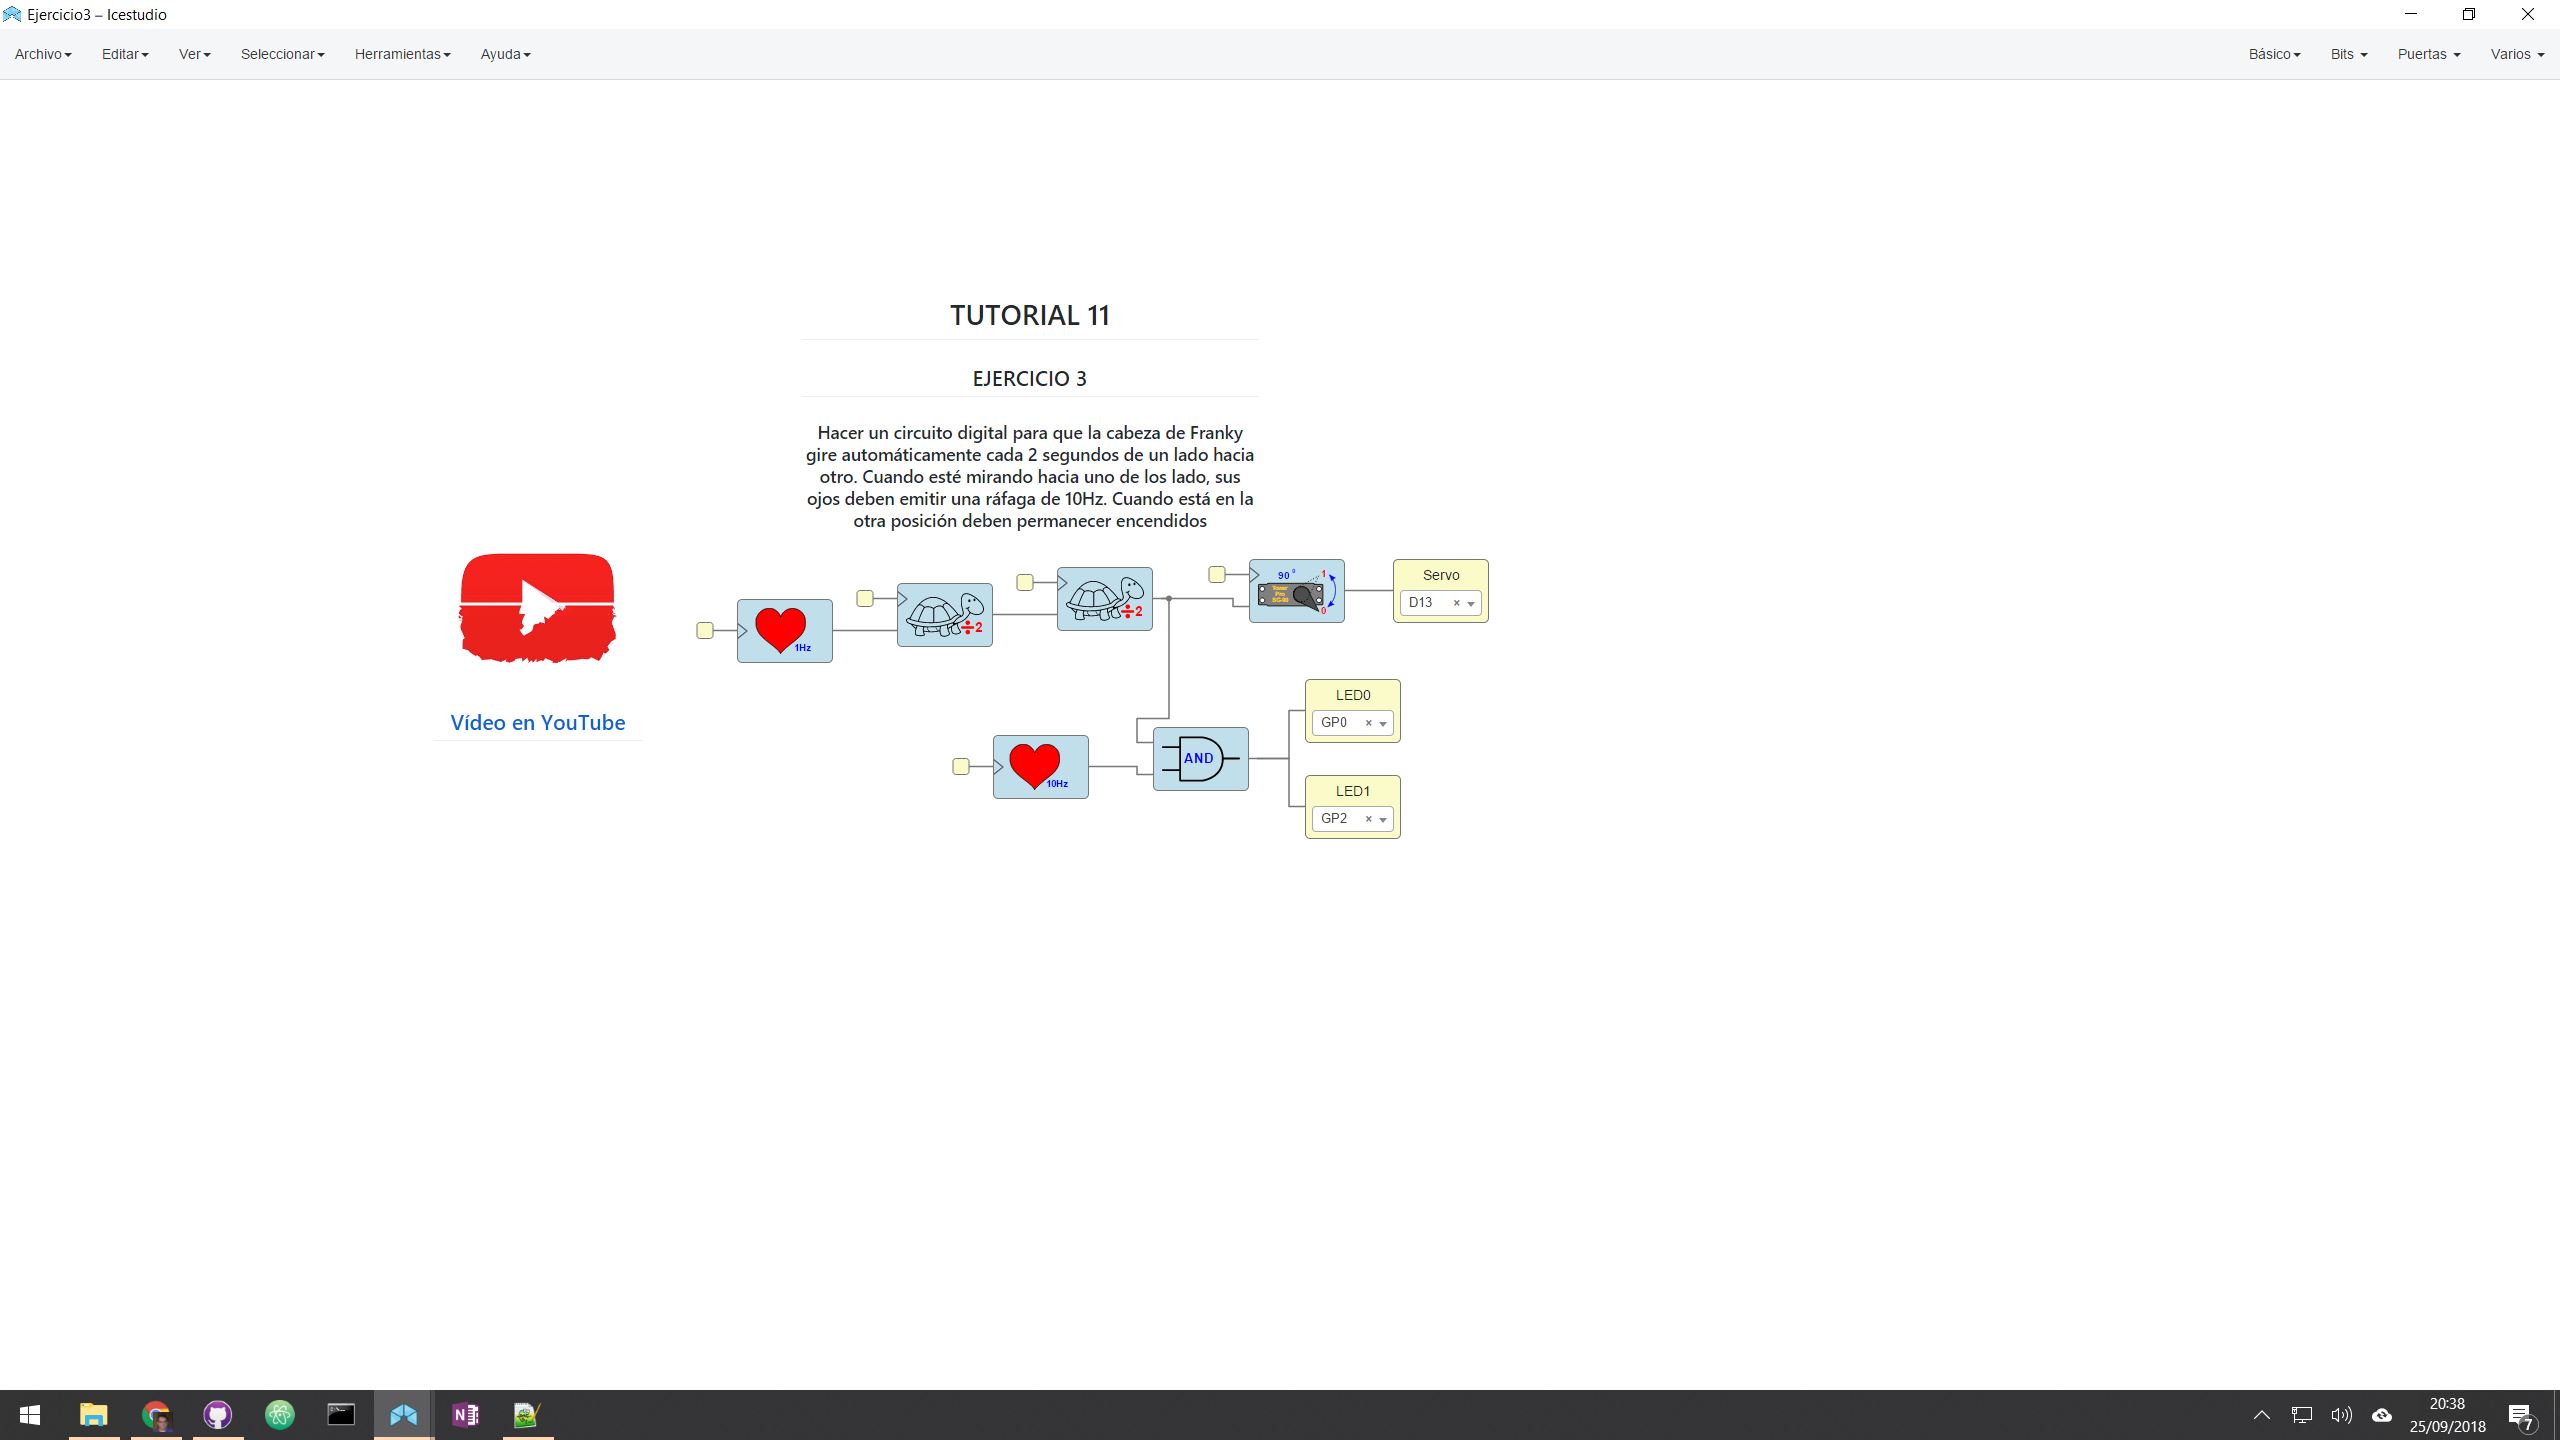 Ejercicio3 – Icestudio
Archivo Editar Ver Seleccionar Herramientas Ayuda Básico Bits Puertas Varios
TUTORIAL 11
EJERCICIO 3
Hacer un circuito digital para que la cabeza de Franky
gire automáticamente cada 2 segundos de un lado hacia
otro. Cuando esté mirando hacia uno de los lado, sus
ojos deben emitir una ráfaga de 10Hz. Cuando está en la
otra posición deben permanecer encendidos
Vídeo en YouTube
1Hz
÷2
÷2
90° 1
0
Servo
D13 ×
LED0
GP0 ×
10Hz
AND
LED1
GP2 ×
N
20:38
25/09/2018
7